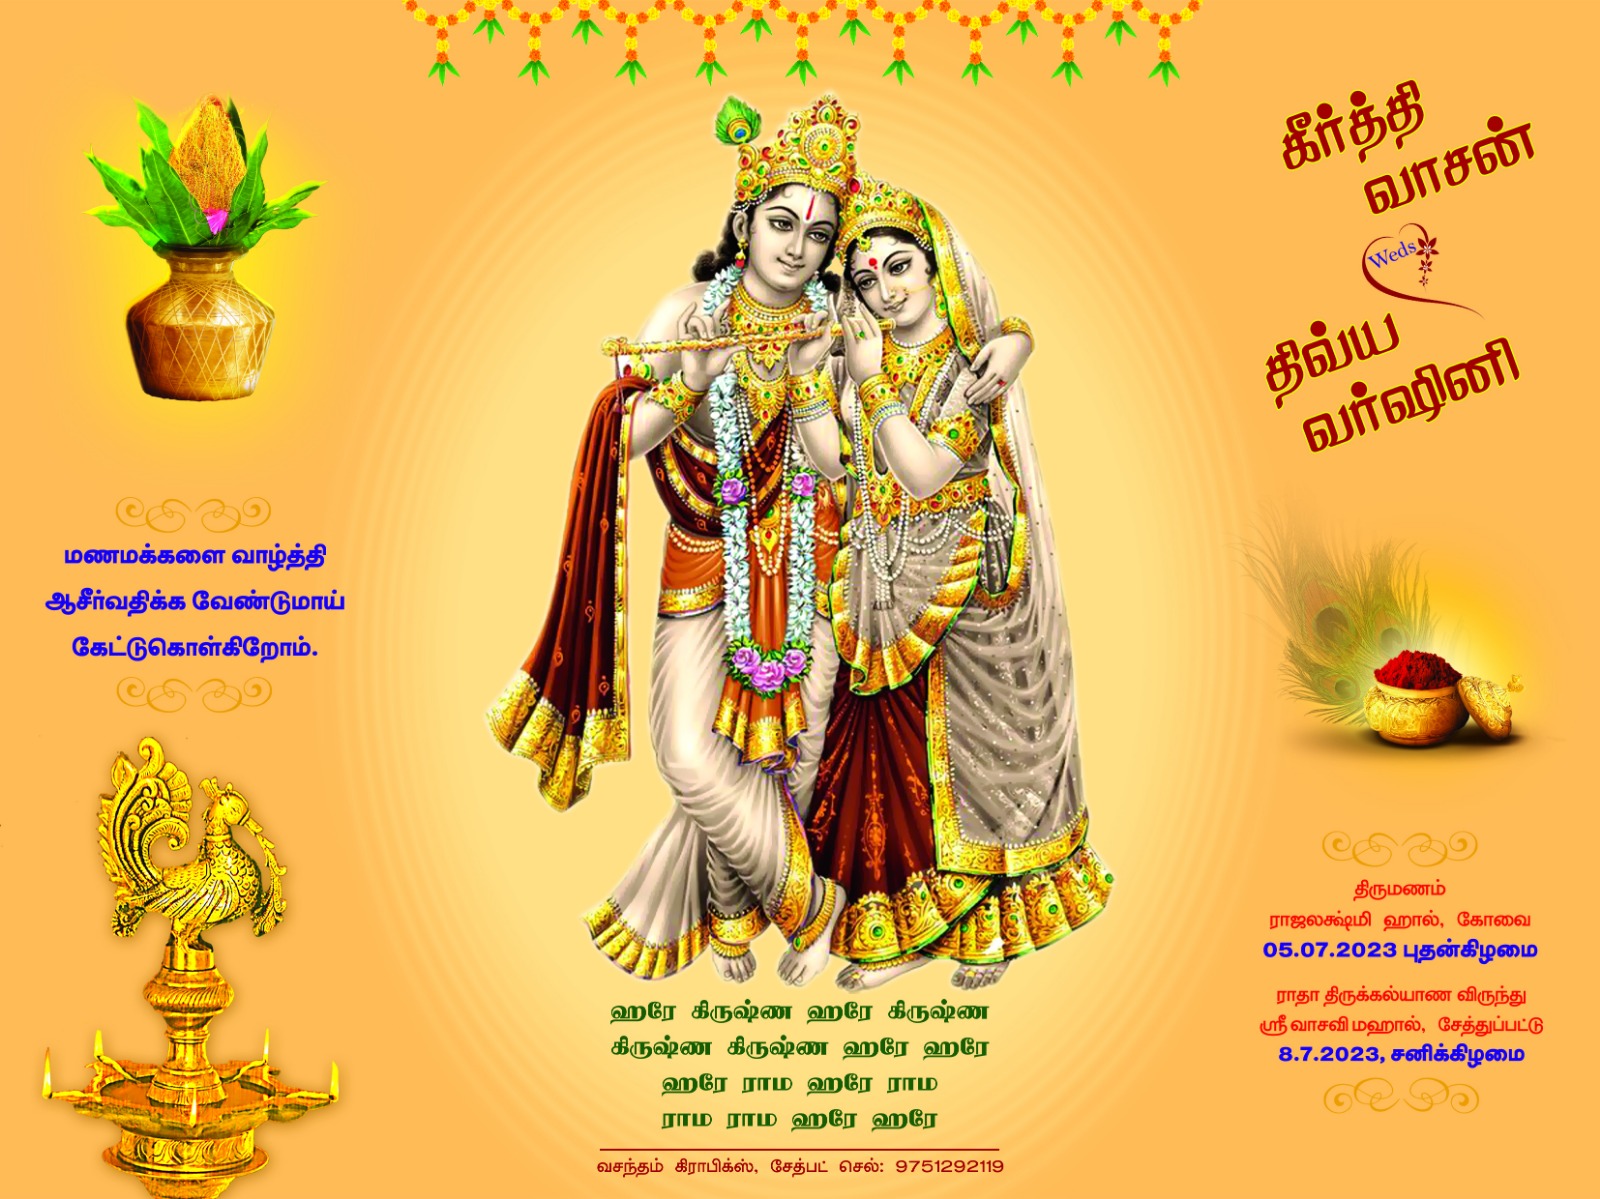 கீர்த்தி
வாசன்
Weds
திவ்ய
வர்ஷினி
மணமக்களை வாழ்த்தி
ஆசீர்வதிக்க வேண்டுமாய்
கேட்டுகொள்கிறோம்.
திருமணம்
ராஜலக்ஷ்மி ஹால், கோவை
05.07.2023 புதன்கிழமை
ராதா திருக்கல்யாண விருந்து
ஸ்ரீ வாசவி மஹால், சேத்துப்பட்டு
8.7.2023, சனிக்கிழமை
ஹரே கிருஷ்ண ஹரே கிருஷ்ண
கிருஷ்ண கிருஷ்ண ஹரே ஹரே
ஹரே ராம ஹரே ராம
ராம ராம ஹரே ஹரே
வசந்தம் கிராபிக்ஸ், சேத்பட் செல்: 9751292119